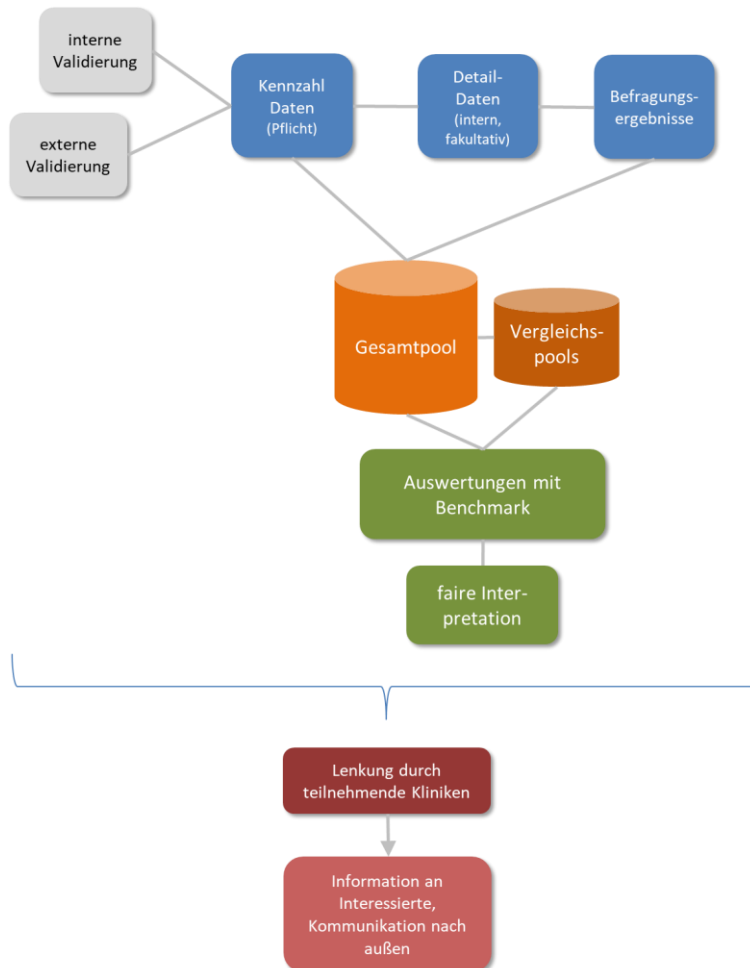 interne
Validierung
externe
Validierung
Kennzahl
Daten
(Pflicht)
Detail-
Daten
(intern,
fakultativ)
Befragungs-
ergebnisse
Gesamtpool
Vergleichs-
pools
Auswertungen mit
Benchmark
faire Inter-
pretation
Lenkung durch
teilnehmende Kliniken
Information an
Interessierte,
Kommunikation nach
außen